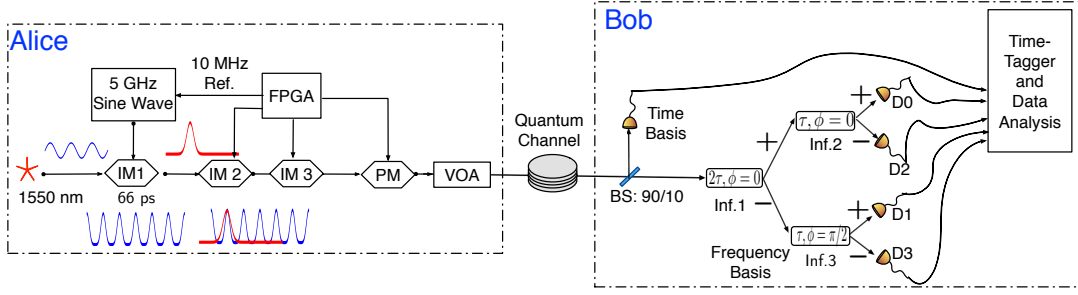 Alice
Bob
5 GHz
Sine Wave
10 MHz
Ref.
FPGA
1550 nm
IM1
66 ps
IM 2
IM 3
PM
VOA
Quantum
Channel
BS: 90/10
Time
Basis
2τ,ϕ=0
Inf.1
+
−
τ,ϕ=0
Inf.2
+
−
D0
D2
τ,ϕ=π/2
Inf.3
+
−
D1
D3
Frequency
Basis
Time-
Tagger
and
Data
Analysis